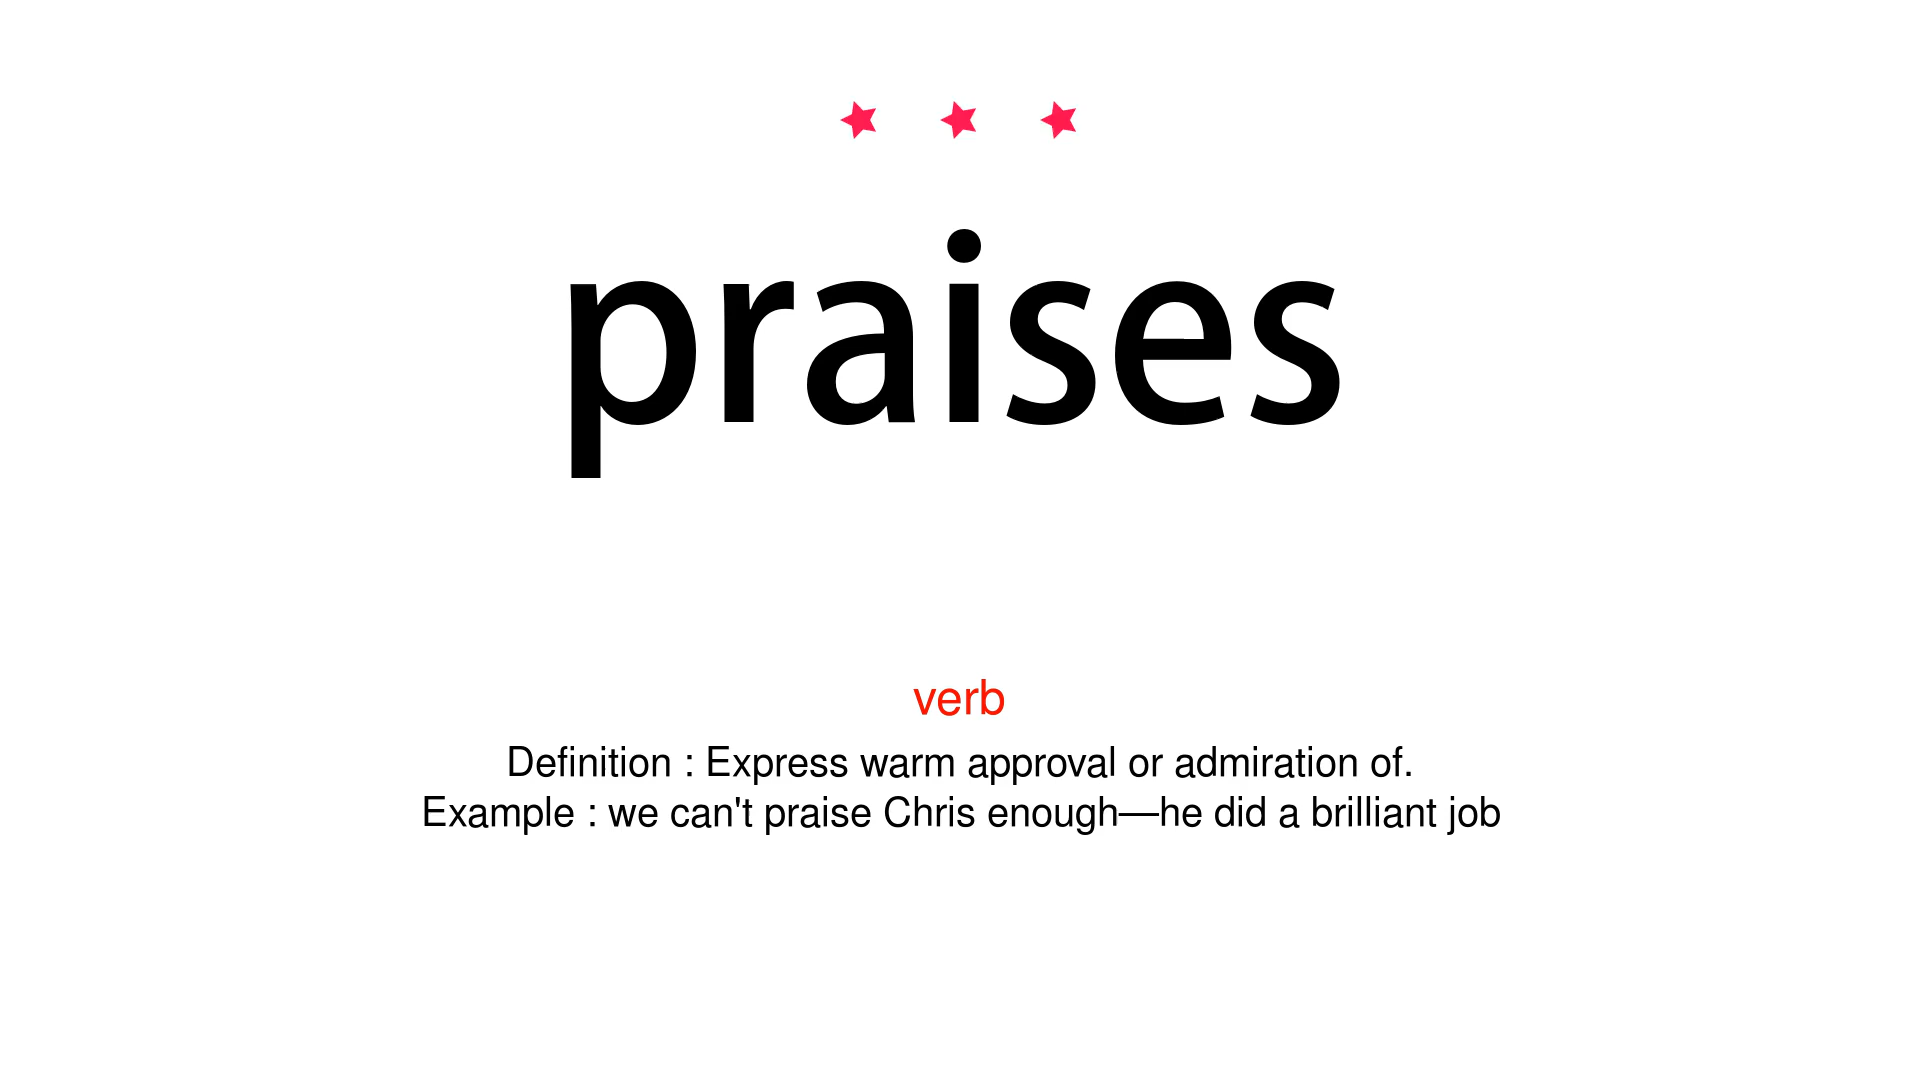 praises
verb
Definition : Express warm approval or admiration of.
Example : we can't praise Chris enough—he did a brilliant job